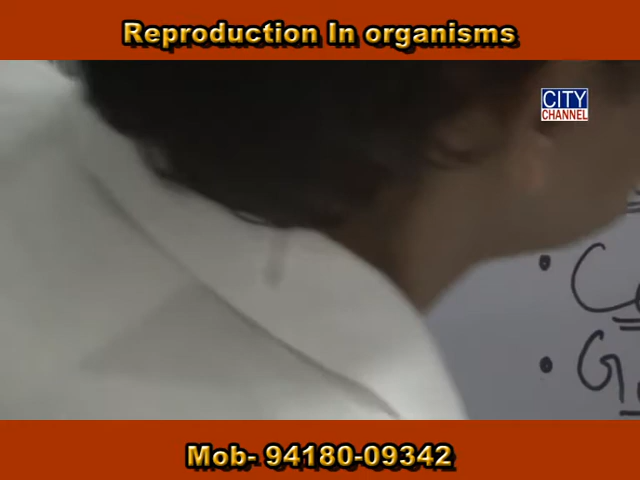 Reproduction In organisms
CITY
CHANNEL
Mob- 94180-09342